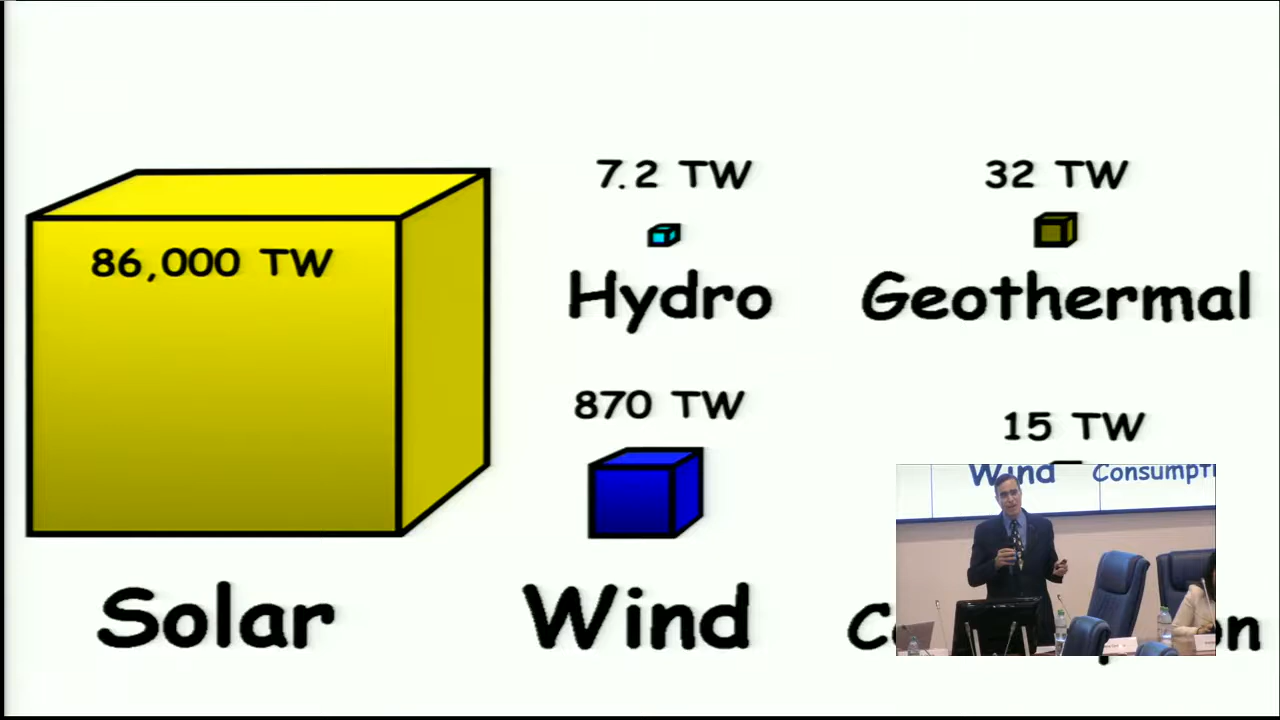 7.2 TW
32 TW
86,000 TW
Hydro
Geothermal
870 TW
15 TW
Wind
Solar
Wind